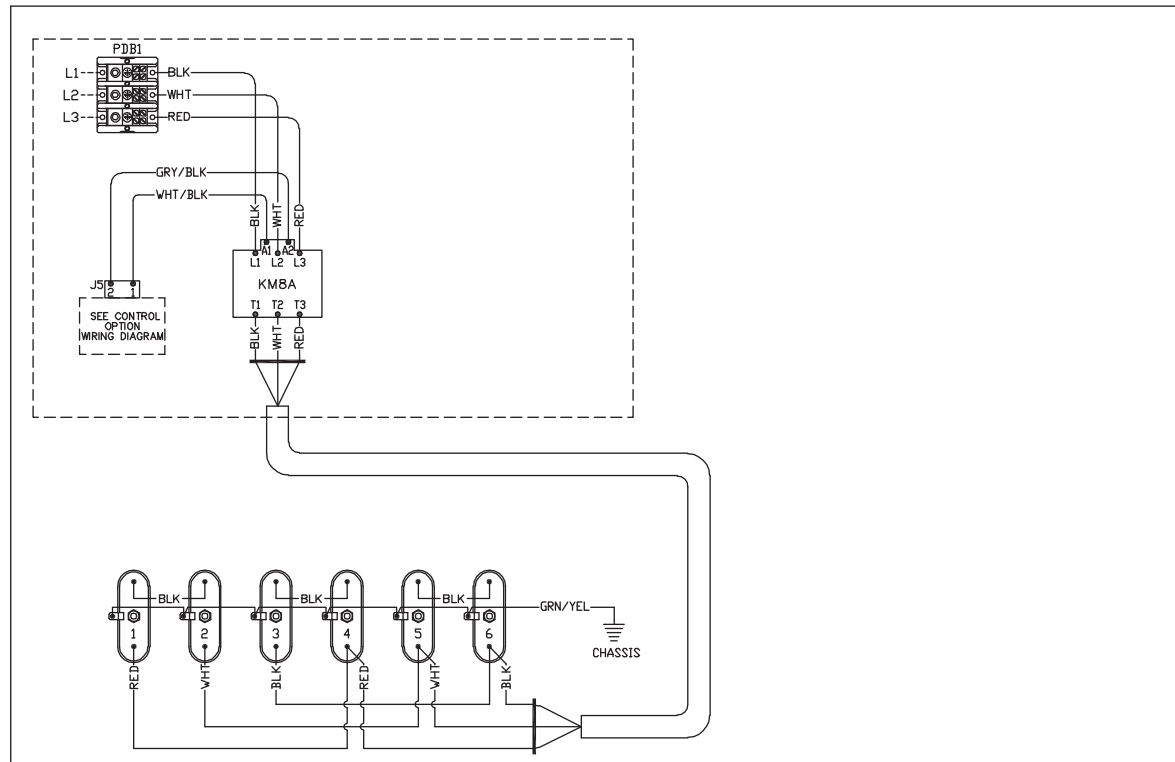 PDB1
L1
BLK
L2
WHT
L3
RED
GRY/BLK
WHT/BLK
BLK
WHT
RED
A1
A2
L1
L2
L3
KM8A
T1
T2
T3
J5
2
1
SEE CONTROL
OPTION
WIRING DIAGRAM
BLK
WHT
RED
BLK
BLK
BLK
GRN/YEL
1
2
3
4
5
6
CHASSIS
RED
WHT
BLK
RED
WHT
BLK